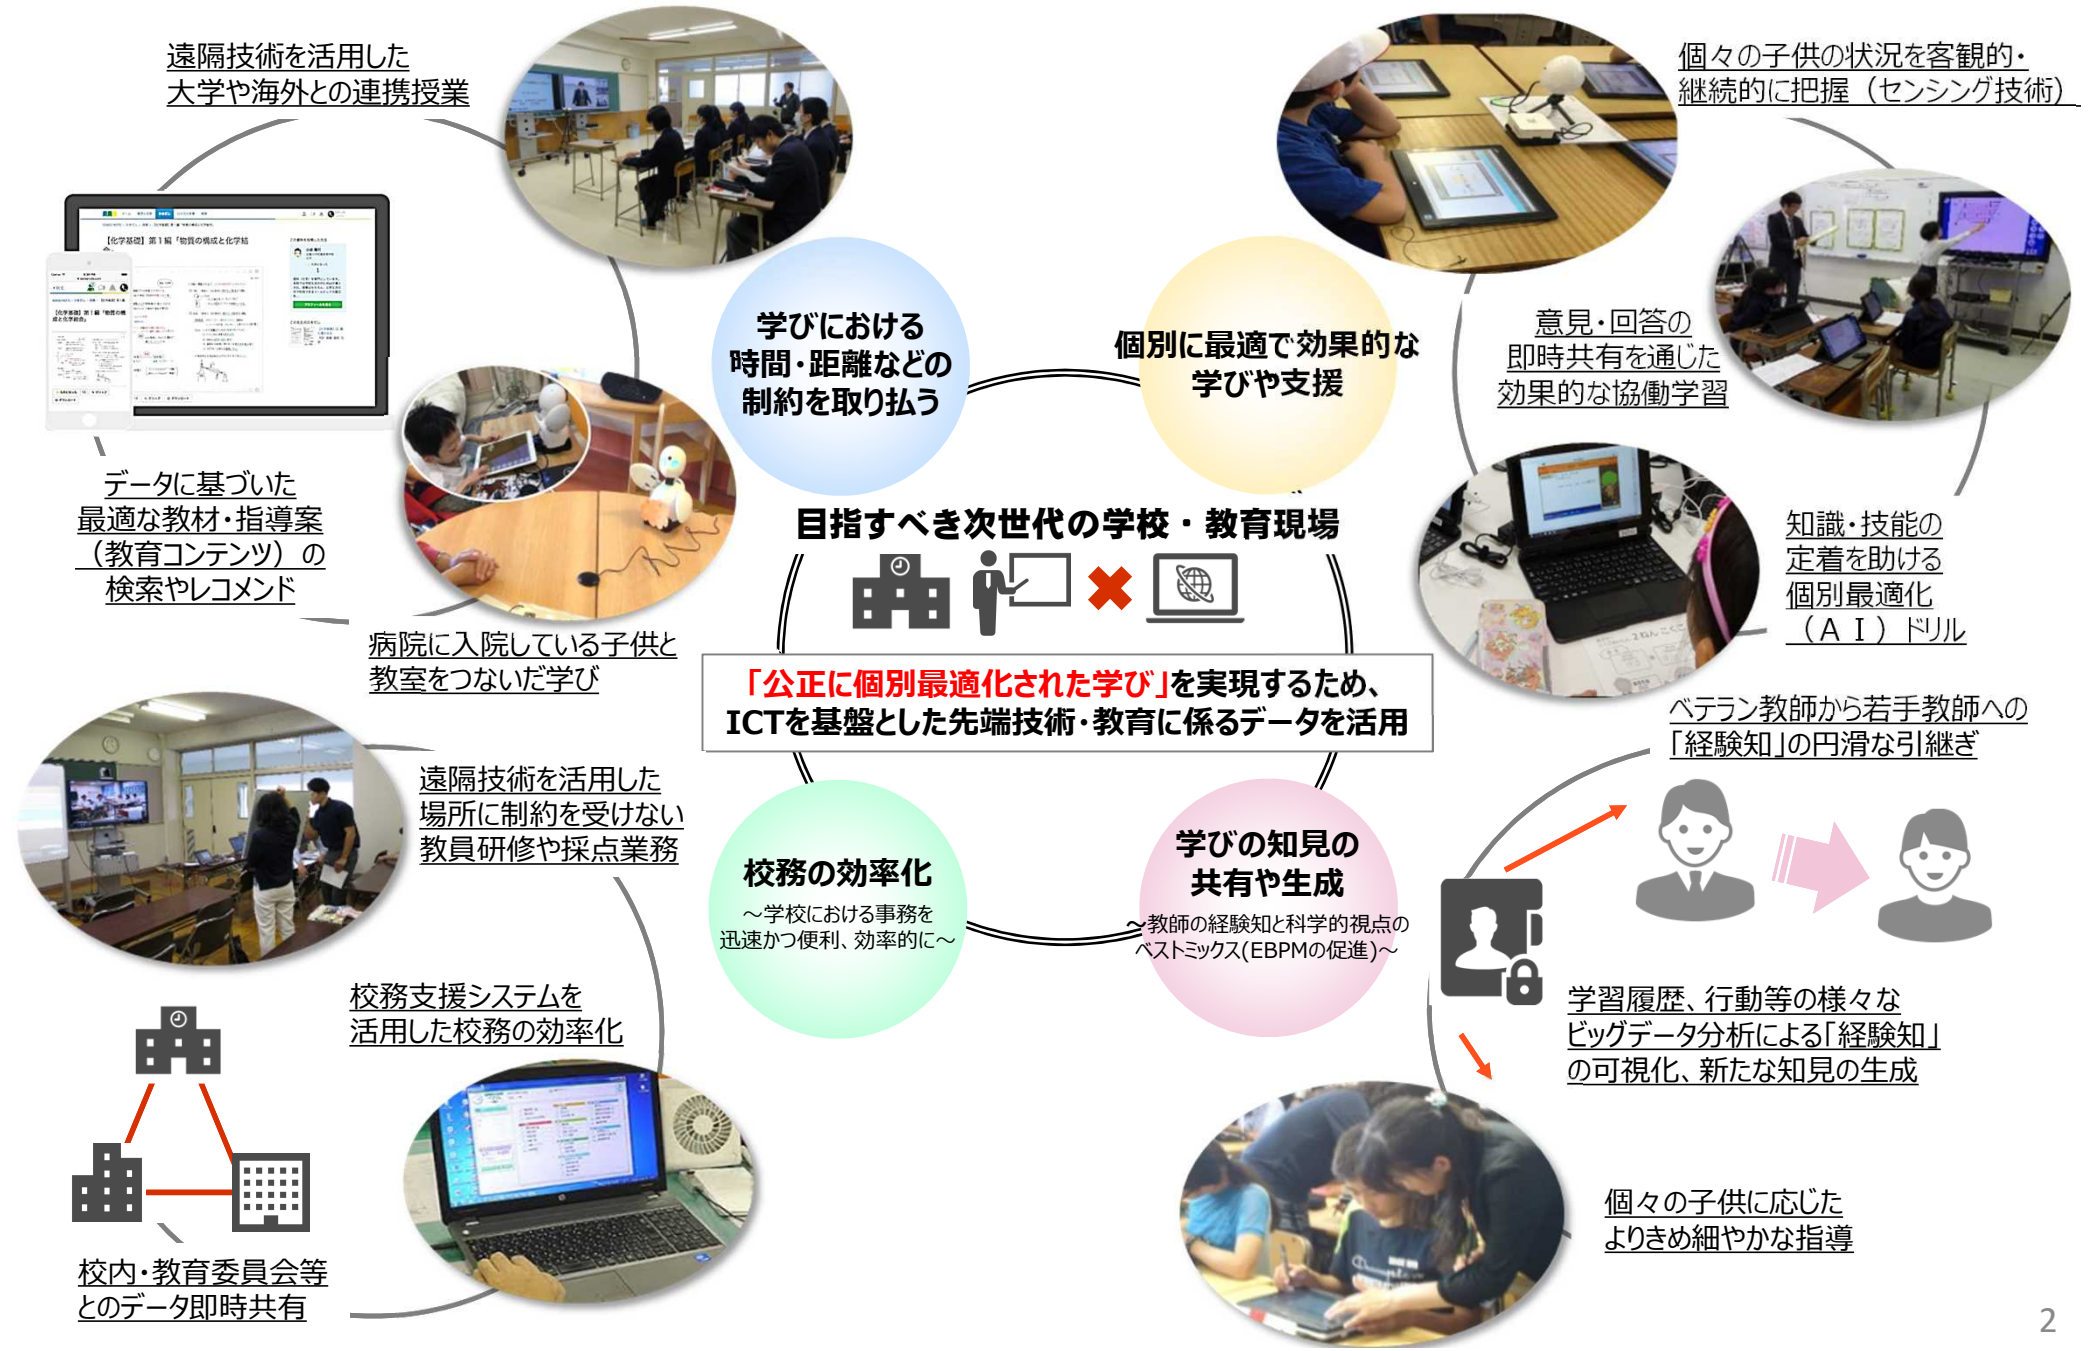 遠隔技術を活用した
大学や海外との連携授業
【化学基礎】第1編「物質の構成と化学結
データに基づいた
最適な教材・指導案
（教育コンテンツ）の
検索やレコメンド
病院に入院している子供と
教室をつないだ学び
学びにおける
時間・距離などの
制約を取り払う
個別に最適で効果的な
学びや支援
個々の子供の状況を客観的・
継続的に把握（センシング技術）
意見・回答の
即時共有を通じた
効果的な協働学習
知識・技能の
定着を助ける
個別最適化
（ＡＩ）ドリル
目指すべき次世代の学校・教育現場
「公正に個別最適化された学び」を実現するため、
ICTを基盤とした先端技術・教育に係るデータを活用
遠隔技術を活用した
場所に制約を受けない
教員研修や採点業務
校務支援システムを
活用した校務の効率化
校内・教育委員会等
とのデータ即時共有
校務の効率化
～学校における事務を
迅速かつ便利、効率的に～
学びの知見の
共有や生成
～教師の経験知と科学的視点の
ベストミックス(EBPMの促進)～
ベテラン教師から若手教師への
「経験知」の円滑な引継ぎ
学習履歴、行動等の様々な
ビッグデータ分析による「経験知」
の可視化、新たな知見の生成
個々の子供に応じた
よりきめ細やかな指導
2